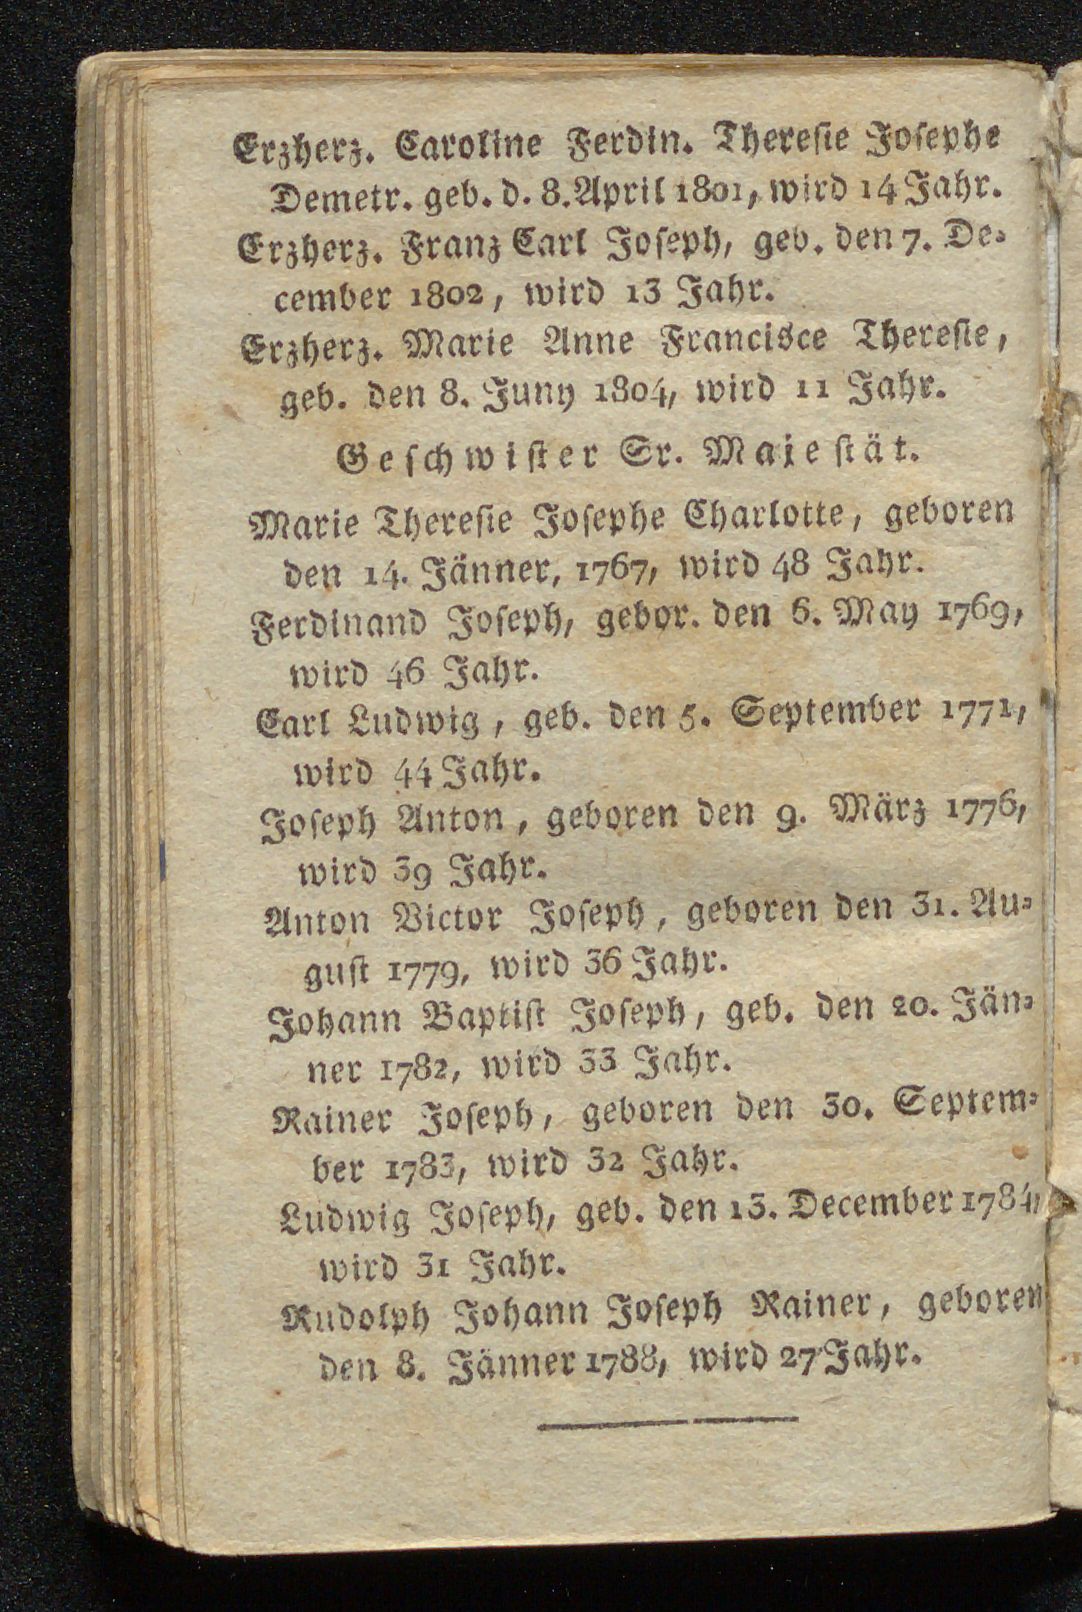 Erzherz. Caroline Ferdin. Theresie Josephe
Demetr. geb. d. 8. April 1801, wird 14 Jahr.
Erzherz. Franz Carl Joseph, geb. den 7. De-
cember 1802, wird 13 Jahr.
Erzherz. Marie Anne Francisce Theresie,
geb. den 8. Juny 1804, wird 11 Jahr.
Geschwister Sr. Majestät.
Marie Theresie Josephe Charlotte, geboren
den 14. Jänner, 1767, wird 48 Jahr.
Ferdinand Joseph, gebor. den 6. May 1769,
wird 46 Jahr.
Carl Ludwig, geb. den 5. September 1771,
wird 44 Jahr.
Joseph Anton, geboren den 9. März 1776,
wird 39 Jahr.
Anton Victor Joseph, geboren den 31. Au-
gust 1779, wird 36 Jahr.
Johann Baptist Joseph, geb. den 20. Jän-
ner 1782, wird 33 Jahr.
Rainer Joseph, geboren den 30. Septem-
ber 1783, wird 32 Jahr.
Ludwig Joseph, geb. den 13. December 1784,
wird 31 Jahr.
Rudolph Johann Joseph Rainer, geboren
den 8. Jänner 1788, wird 27 Jahr.